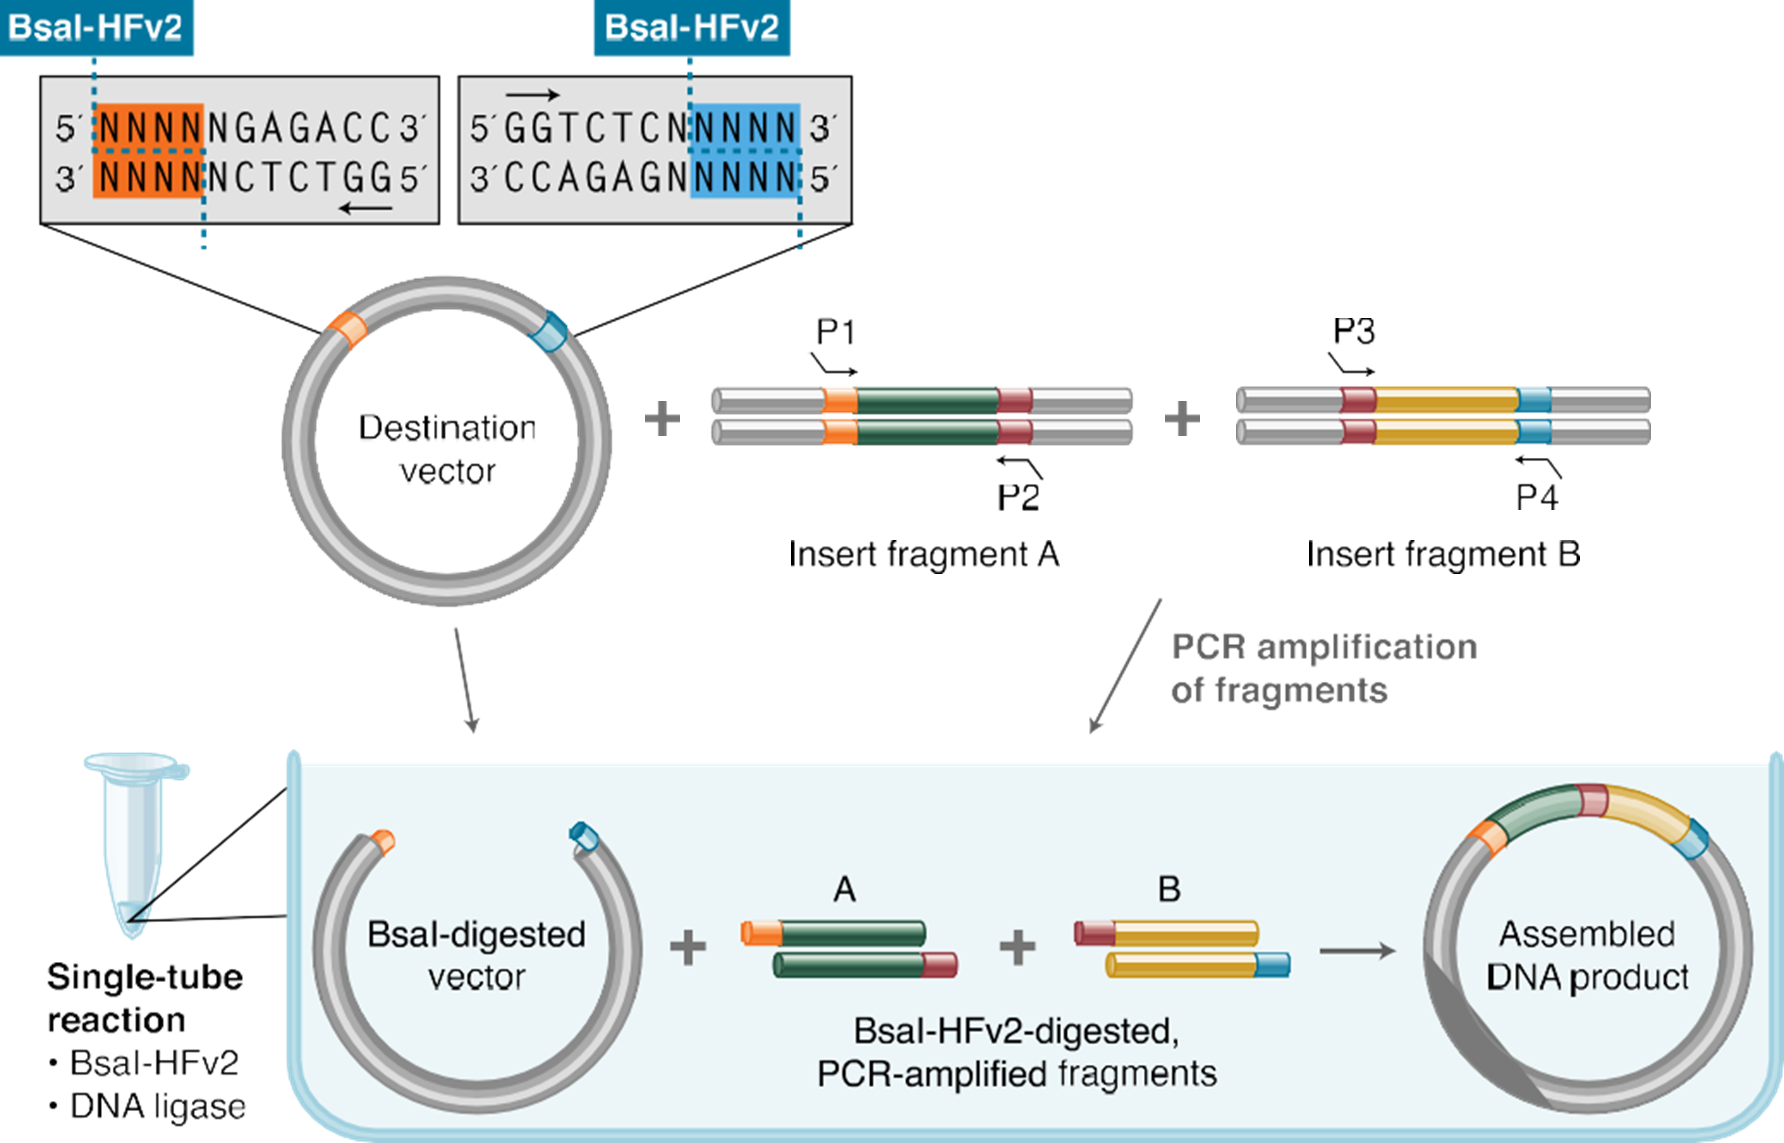 BsaI-HFv2
BsaI-HFv2
5´ NNNNNGAGACC 3´
3´ NNNNNCTCTGG 5´
5´ GGTCTCNNNNN 3´
3´ CCAGAGNNNNN 5´
Destination
vector
+
P1
P2
Insert fragment A
+
P3
P4
Insert fragment B
PCR amplification
of fragments
Single-tube
reaction
• BsaI-HFv2
• DNA ligase
BsaI-digested
vector
+
A
+
B
BsaI-HFv2-digested,
PCR-amplified fragments
Assembled
DNA product